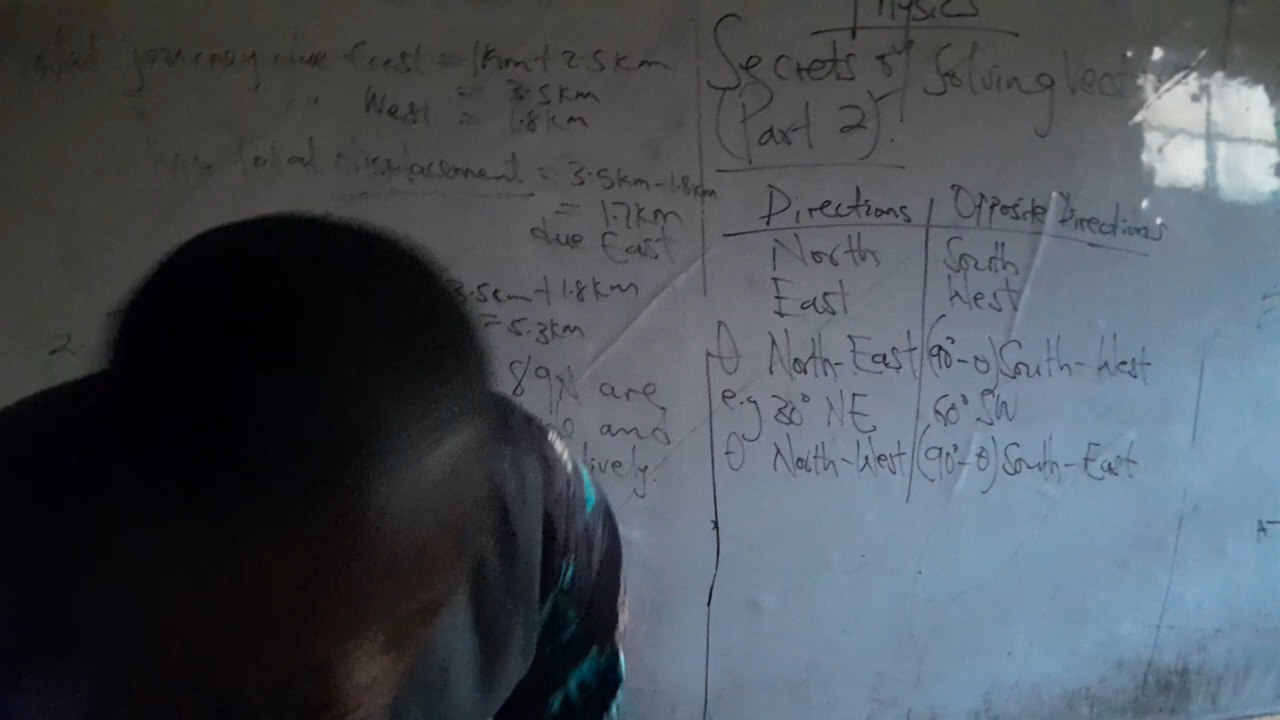 journey due East = 1km + 2.5km
= 3.5km
West = 1.8km
total displacement = 3.5km - 1.8km
= 1.7km
due East
3.5km + 1.8km
= 5.3km
2.
89N are
and
tively.
Physics
Secrets of Solving
(Part 2).
Directions Opposite Directions
North South
East West
θ North-East (90° - θ) South-West
e.g 30° NE 60° SW
θ North-West (90° - θ) South-East